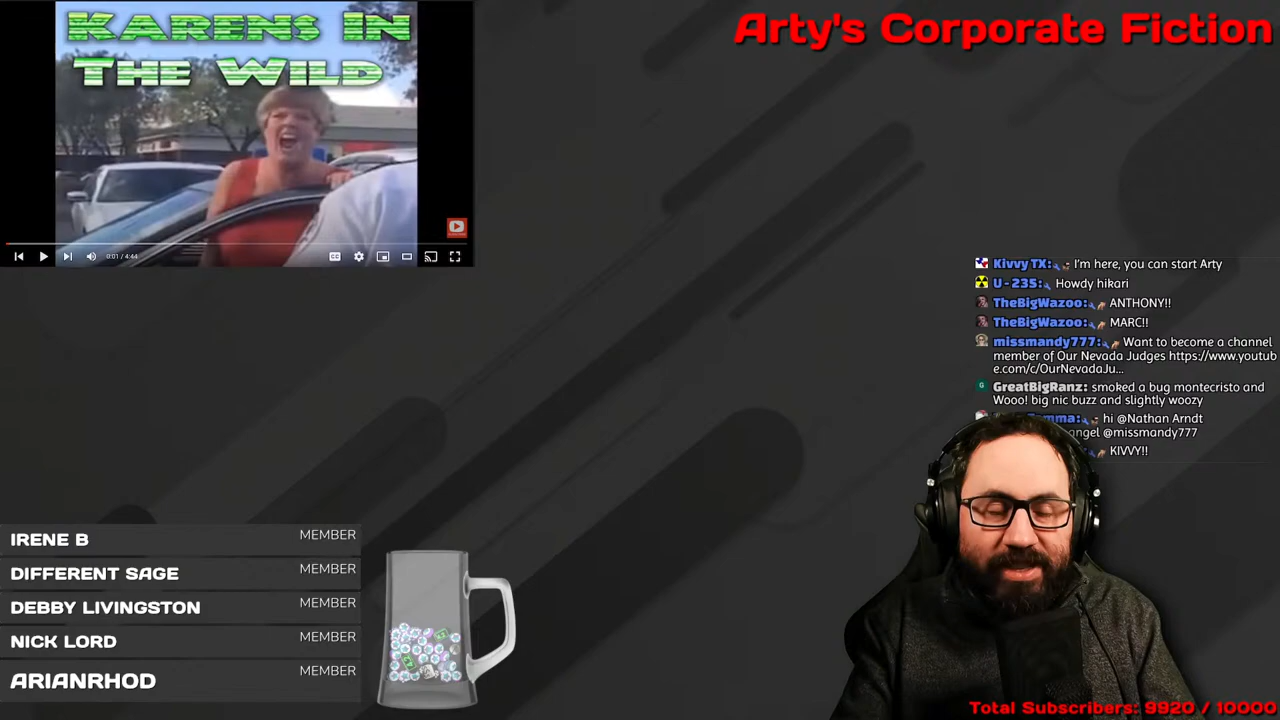 KARENS IN
THE WILD
0:01 / 4:44
CC
Arty's Corporate Fiction
Kivvy TX: I'm here, you can start Arty
U-235: Howdy hikari
TheBigWazoo: ANTHONY!!
TheBigWazoo: MARC!!
missmandy777: Want to become a channel
member of Our Nevada Judges https://www.youtub
e.com/c/OurNevadaJu...
G GreatBigRanz: smoked a bug montecristo and
Wooo! big nic buzz and slightly woozy
hi @Nathan Arndt
@missmandy777
KIVVY!!
IRENE B MEMBER
DIFFERENT SAGE MEMBER
DEBBY LIVINGSTON MEMBER
NICK LORD MEMBER
ARIANRHOD MEMBER
Total Subscribers: 9920 / 10000